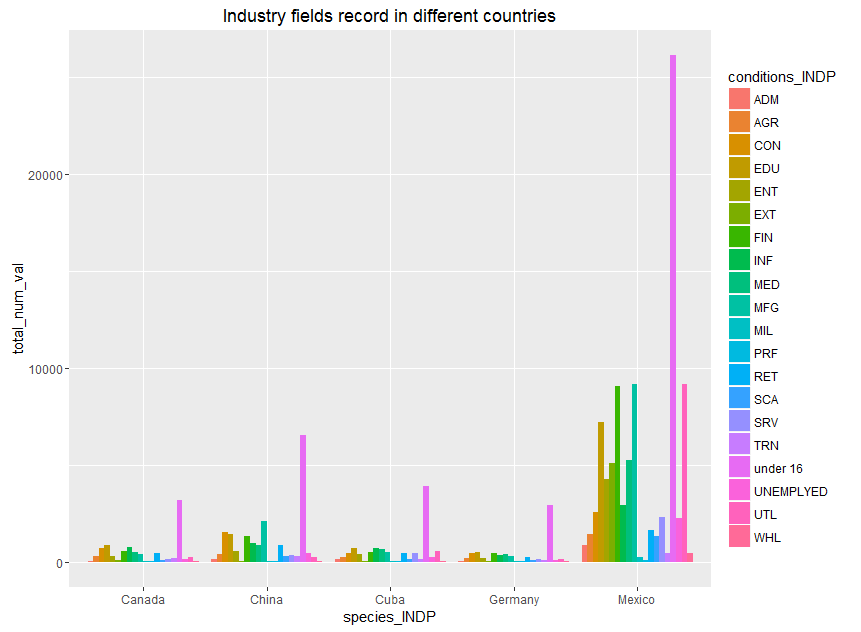 Industry fields record in different countries
total_num_val
20000
10000
0
Canada China Cuba Germany Mexico
species_INDP
conditions_INDP
ADM
AGR
CON
EDU
ENT
EXT
FIN
INF
MED
MFG
MIL
PRF
RET
SCA
SRV
TRN
under 16
UNEMPLYED
UTL
WHL